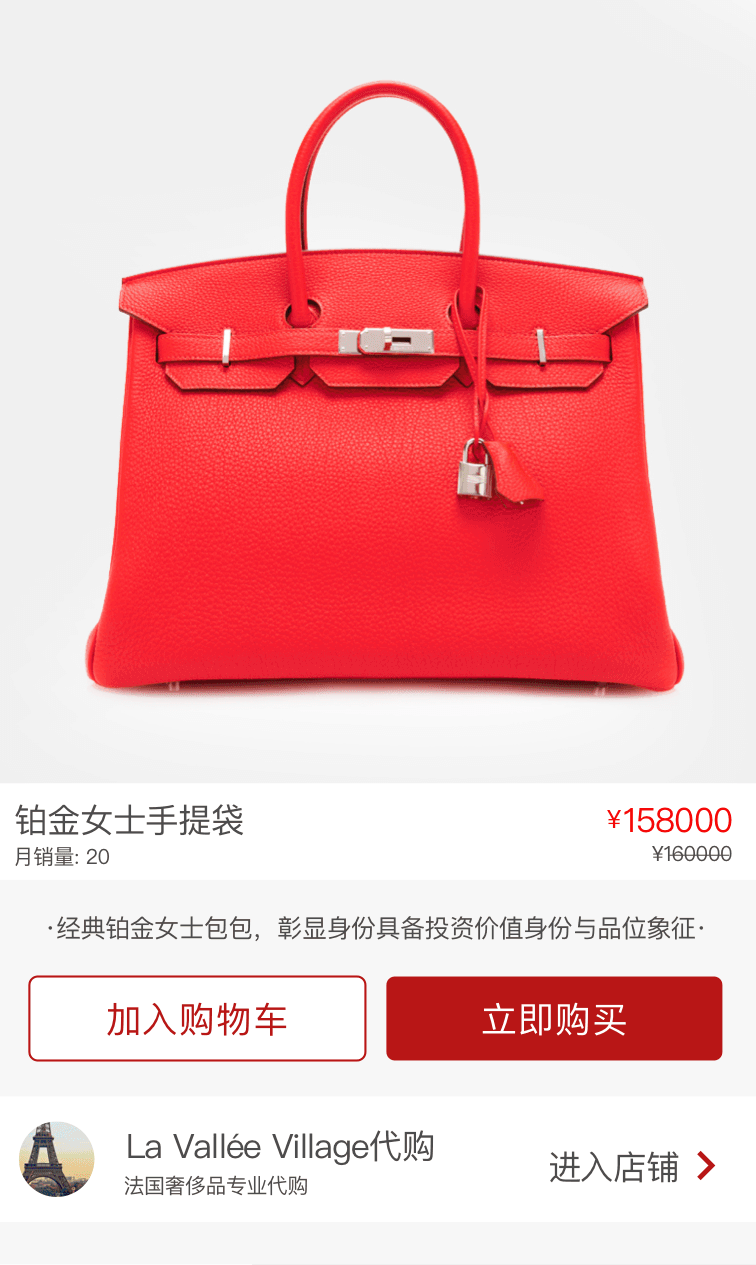 铂金女士手提袋
¥158000
月销量: 20
¥160000
·经典铂金女士包包，彰显身份具备投资价值身份与品位象征·
加入购物车
立即购买
La Vallée Village代购
法国奢侈品专业代购
进入店铺